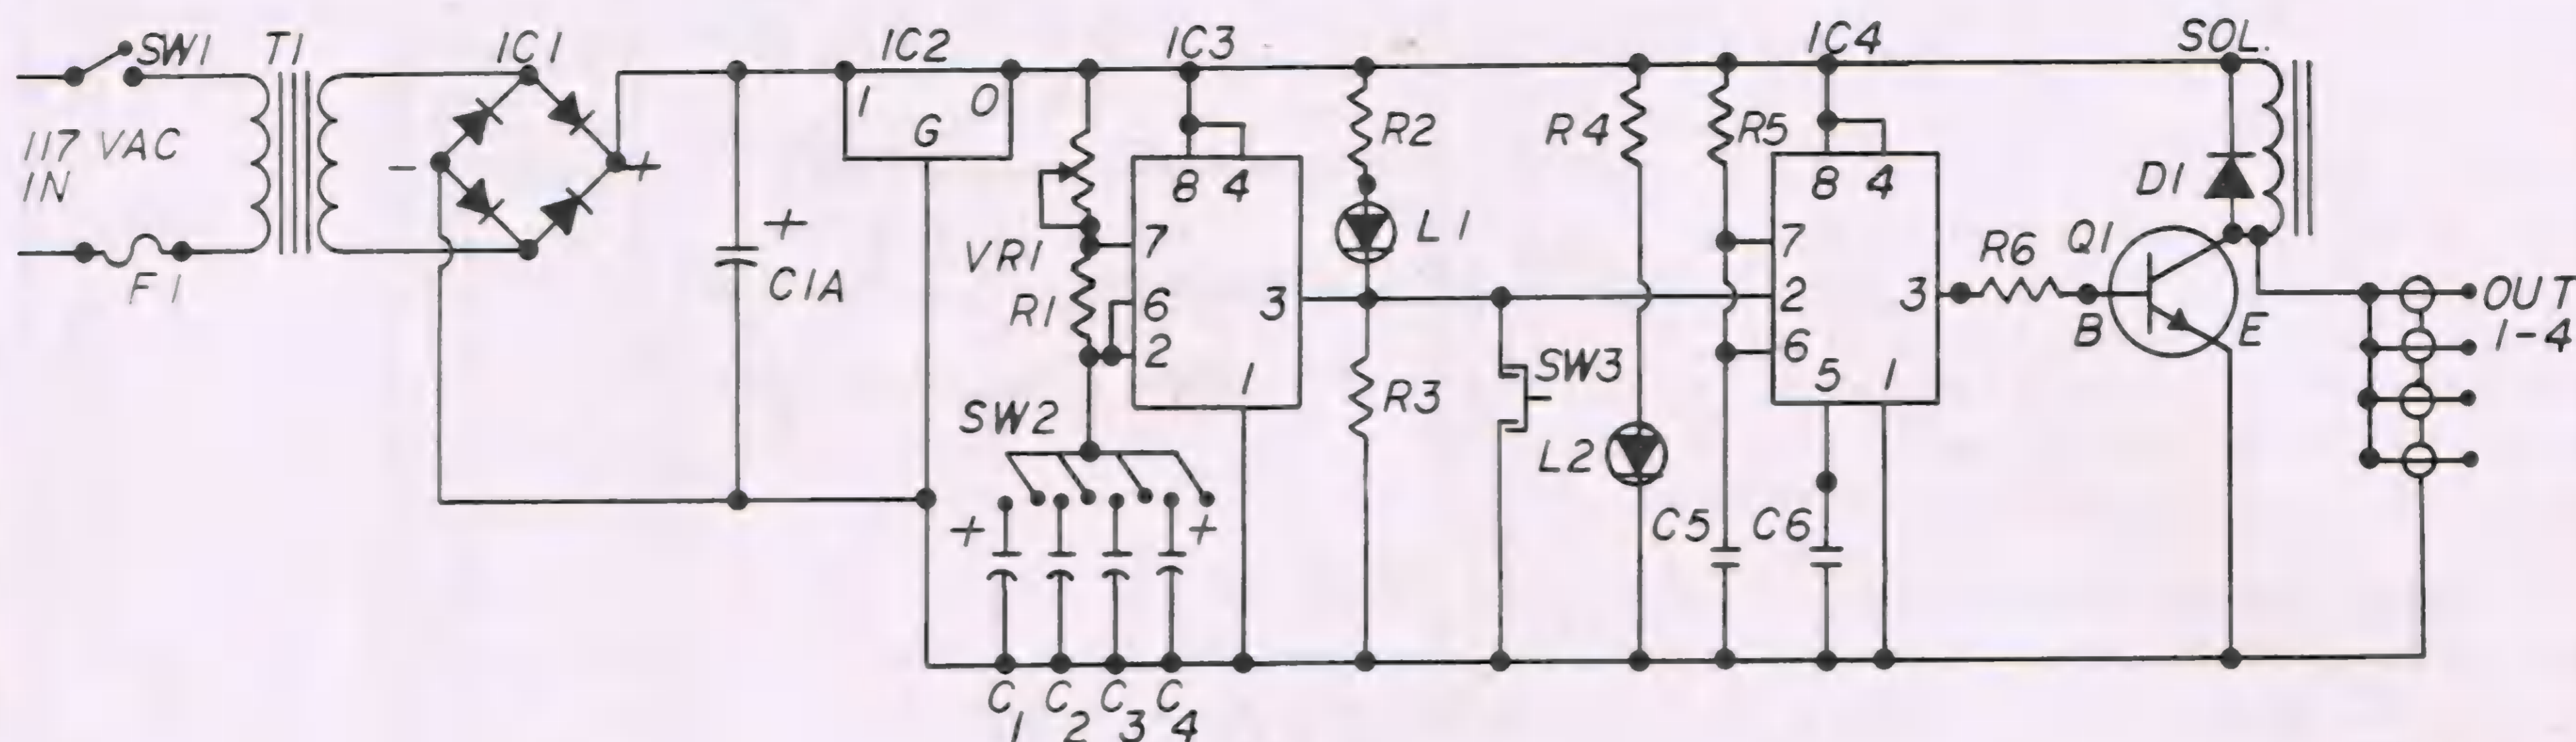 SW1
T1
IC1
IC2
IC3
IC4
SOL.
117 VAC
IN
F1
-
+
+
C1A
I
G
O
VR1
R1
8 4
7
6
2
3
1
SW2
+
+
C1
C2
C3
C4
R2
L1
R3
SW3
R4
L2
R5
C5
C6
8 4
7
2
6
3
5
1
R6
Q1
B
E
D1
OUT
1-4